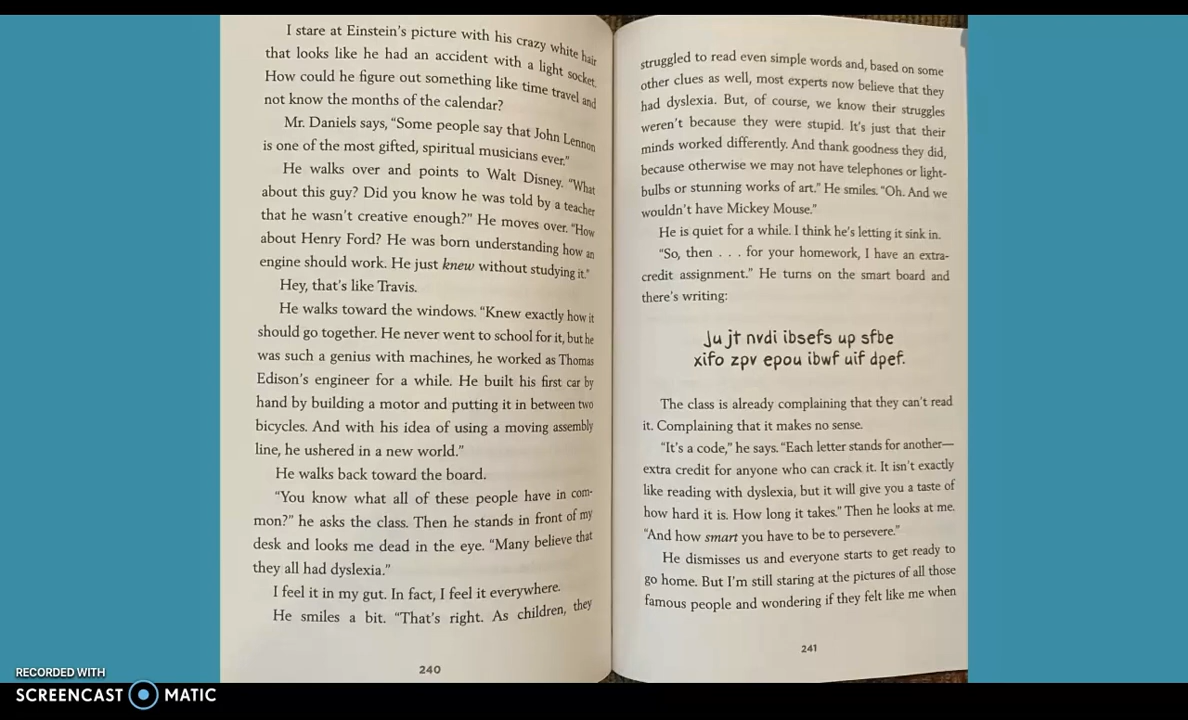 I stare at Einstein's picture with his crazy white hair
that looks like he had an accident with a light socket.
How could he figure out something like time travel and
not know the months of the calendar?
Mr. Daniels says, “Some people say that John Lennon
is one of the most gifted, spiritual musicians ever.”
He walks over and points to Walt Disney. “What
about this guy? Did you know he was told by a teacher
that he wasn't creative enough?” He moves over. “How
about Henry Ford? He was born understanding how an
engine should work. He just knew without studying it.”
Hey, that's like Travis.
He walks toward the windows. “Knew exactly how it
should go together. He never went to school for it, but he
was such a genius with machines, he worked as Thomas
Edison's engineer for a while. He built his first car by
hand by building a motor and putting it in between two
bicycles. And with his idea of using a moving assembly
line, he ushered in a new world.”
He walks back toward the board.
“You know what all of these people have in com-
mon?” he asks the class. Then he stands in front of my
desk and looks me dead in the eye. “Many believe that
they all had dyslexia.”
I feel it in my gut. In fact, I feel it everywhere.
He smiles a bit. “That's right. As children, they
240
struggled to read even simple words and, based on some
other clues as well, most experts now believe that they
had dyslexia. But, of course, we know their struggles
weren't because they were stupid. It's just that their
minds worked differently. And thank goodness they did,
because otherwise we may not have telephones or light-
bulbs or stunning works of art.” He smiles. “Oh. And we
wouldn't have Mickey Mouse.”
He is quiet for a while. I think he's letting it sink in.
“So, then . . . for your homework, I have an extra-
credit assignment.” He turns on the smart board and
there's writing:
Ju jt nvdi ibsefs up sfbe
xifo zpv epou ibwf uif dpef.
The class is already complaining that they can't read
it. Complaining that it makes no sense.
“It's a code,” he says. “Each letter stands for another—
extra credit for anyone who can crack it. It isn't exactly
like reading with dyslexia, but it will give you a taste of
how hard it is. How long it takes.” Then he looks at me.
“And how smart you have to be to persevere.”
He dismisses us and everyone starts to get ready to
go home. But I'm still staring at the pictures of all those
famous people and wondering if they felt like me when
241
RECORDED WITH
SCREENCAST MATIC